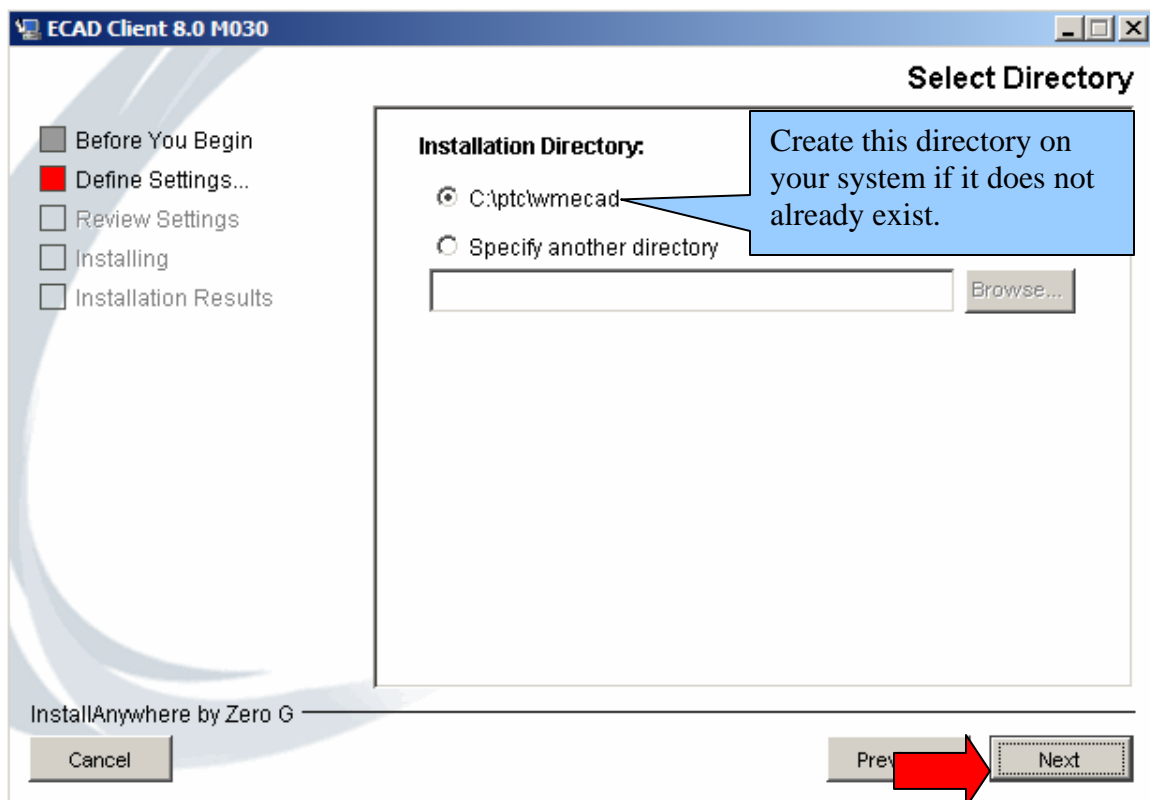 ECAD Client 8.0 M030
Select Directory
Before You Begin
Define Settings...
Review Settings
Installing
Installation Results
Installation Directory:
C:\ptc\wmecad
Specify another directory
Browse...
Create this directory on
your system if it does not
already exist.
InstallAnywhere by Zero G
Cancel
Prev
Next